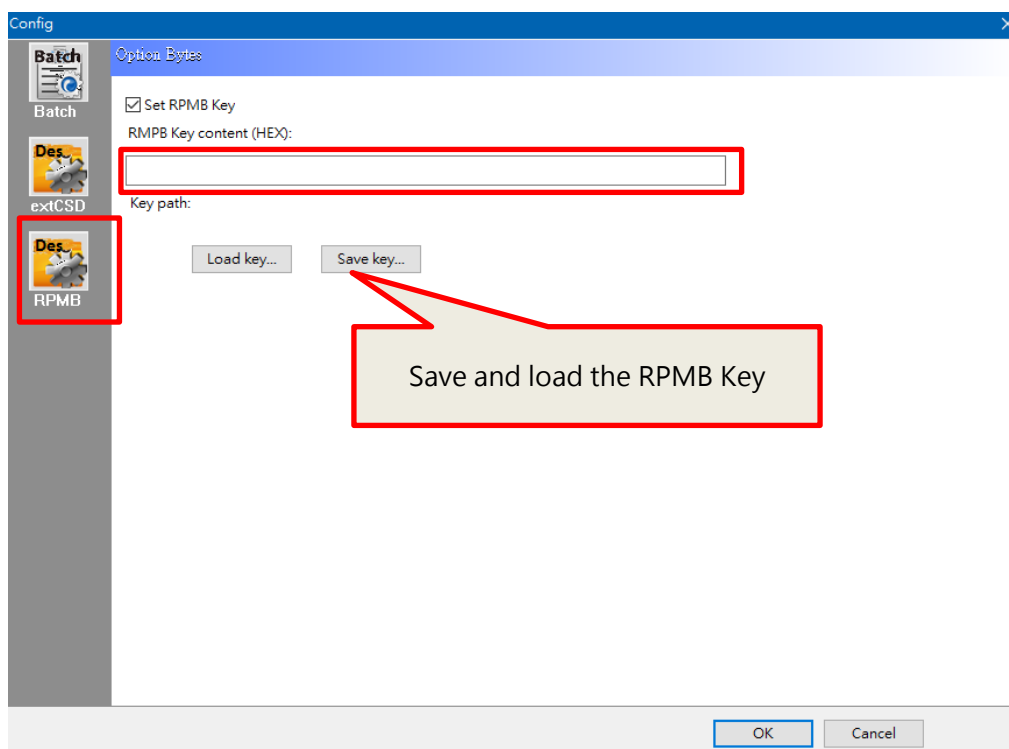 Config
Batch
Batch
Option Bytes
Set RPMB Key
RMPB Key content (HEX):
Des
extCSD
Key path:
Des
RPMB
Load key...
Save key...
Save and load the RPMB Key
OK
Cancel